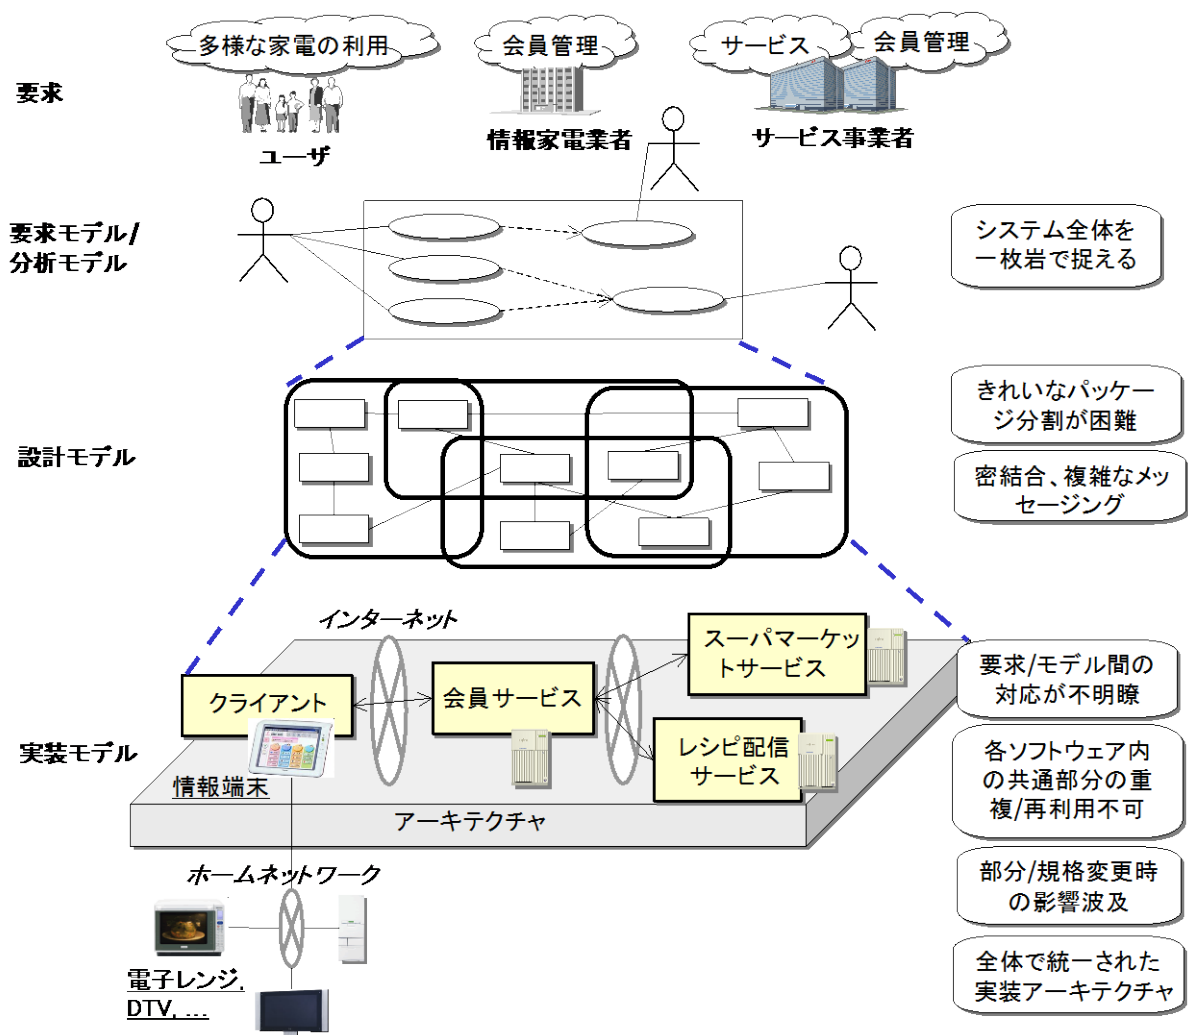 多様な家電の利用
会員管理
サービス
会員管理
要求
ユーザ
情報家電業者
サービス事業者
要求モデル/
分析モデル
システム全体を
一枚岩で捉える
設計モデル
きれいなパッケー
ジ分割が困難
密結合、複雑なメッ
セージング
インターネット
スーパマーケッ
トサービス
クライアント
会員サービス
レシピ配信
サービス
実装モデル
情報端末
アーキテクチャ
要求/モデル間の
対応が不明瞭
各ソフトウェア内
の共通部分の重
複/再利用不可
部分/規格変更時
の影響波及
全体で統一された
実装アーキテクチャ
ホームネットワーク
電子レンジ,
DTV, ...